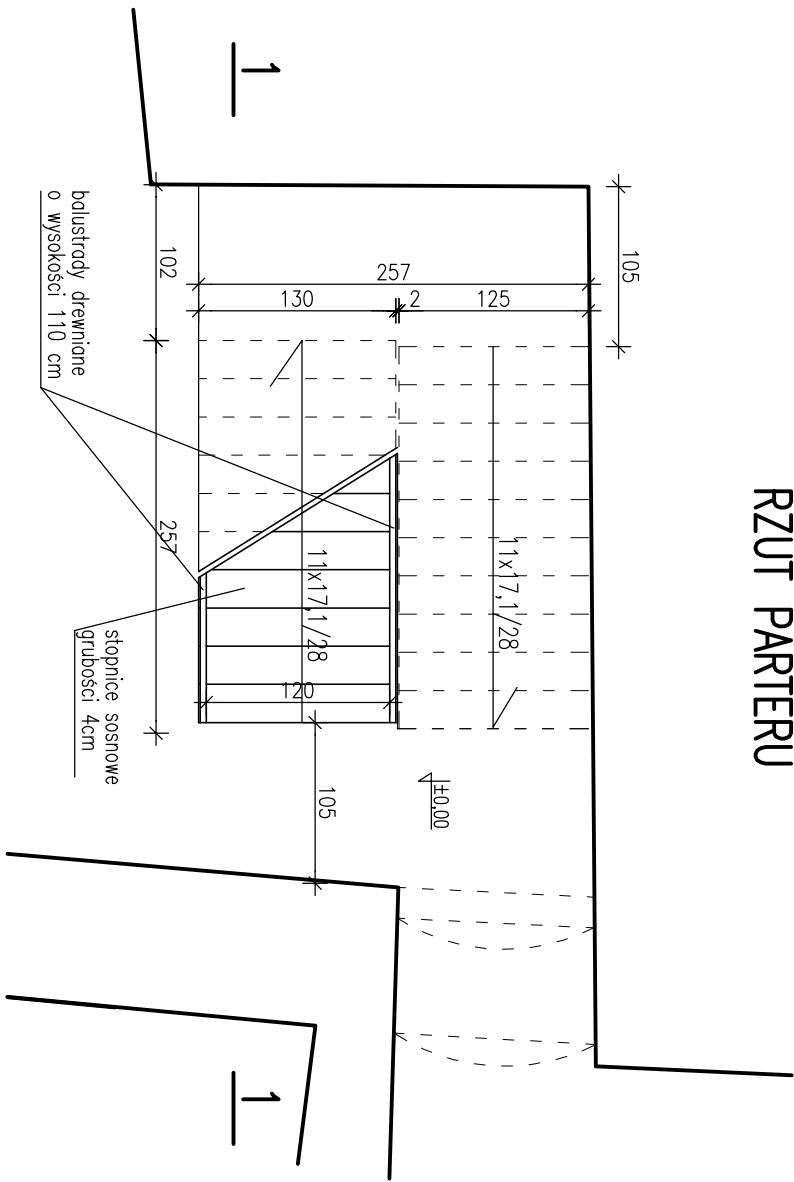 RZUT PARTERU
105
257
130
2
125
102
257
11x17,1/28
11x17,1/28
120
105
±0,00
balustrady drewniane
o wysokości 110 cm
stopnice sosnowe
grubości 4cm
1
1